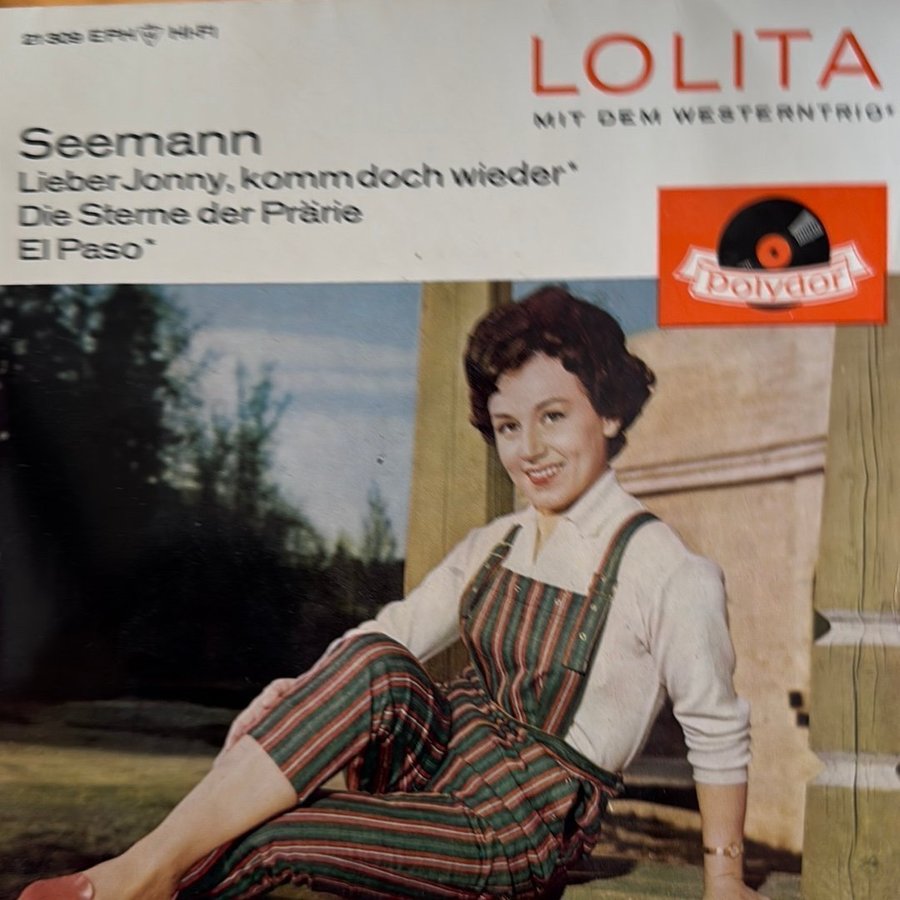 21 309 EPH HI-FI
LOLITA
MIT DEM WESTERNTRIO*
Seemann
Lieber Jonny, komm doch wieder*
Die Sterne der Prärie
El Paso*
Polydor